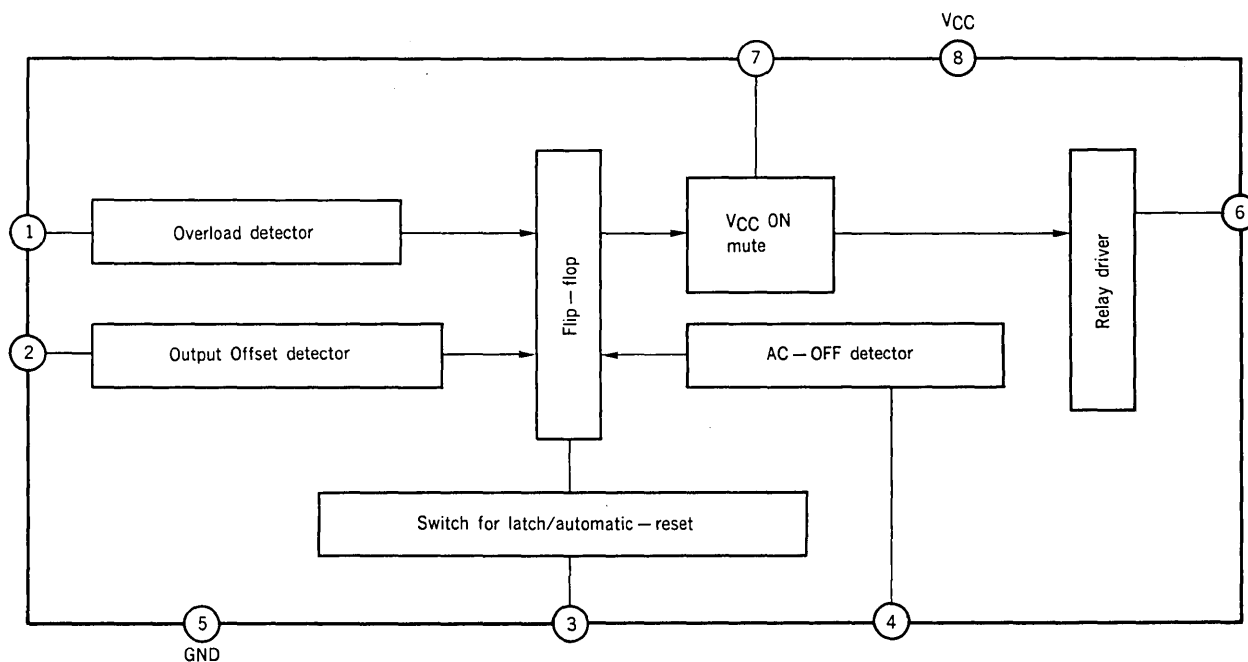 VCC
7
8
1
Overload detector
Flip-flop
VCC ON
mute
Relay driver
6
2
Output Offset detector
AC-OFF detector
Switch for latch/automatic-reset
5
GND
3
4